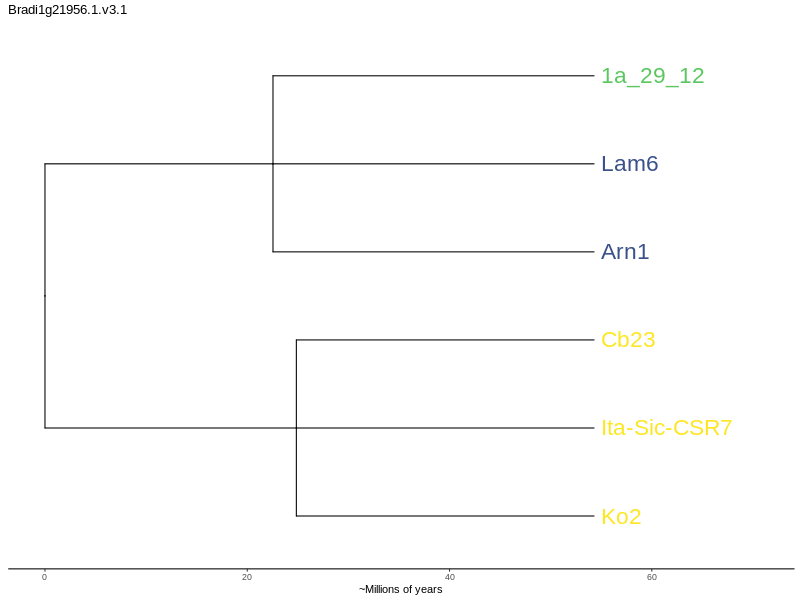 Bradi1g21956.1.v3.1
1a_29_12
Lam6
Arn1
Cb23
Ita-Sic-CSR7
Ko2
0 20 40 60
~Millions of years